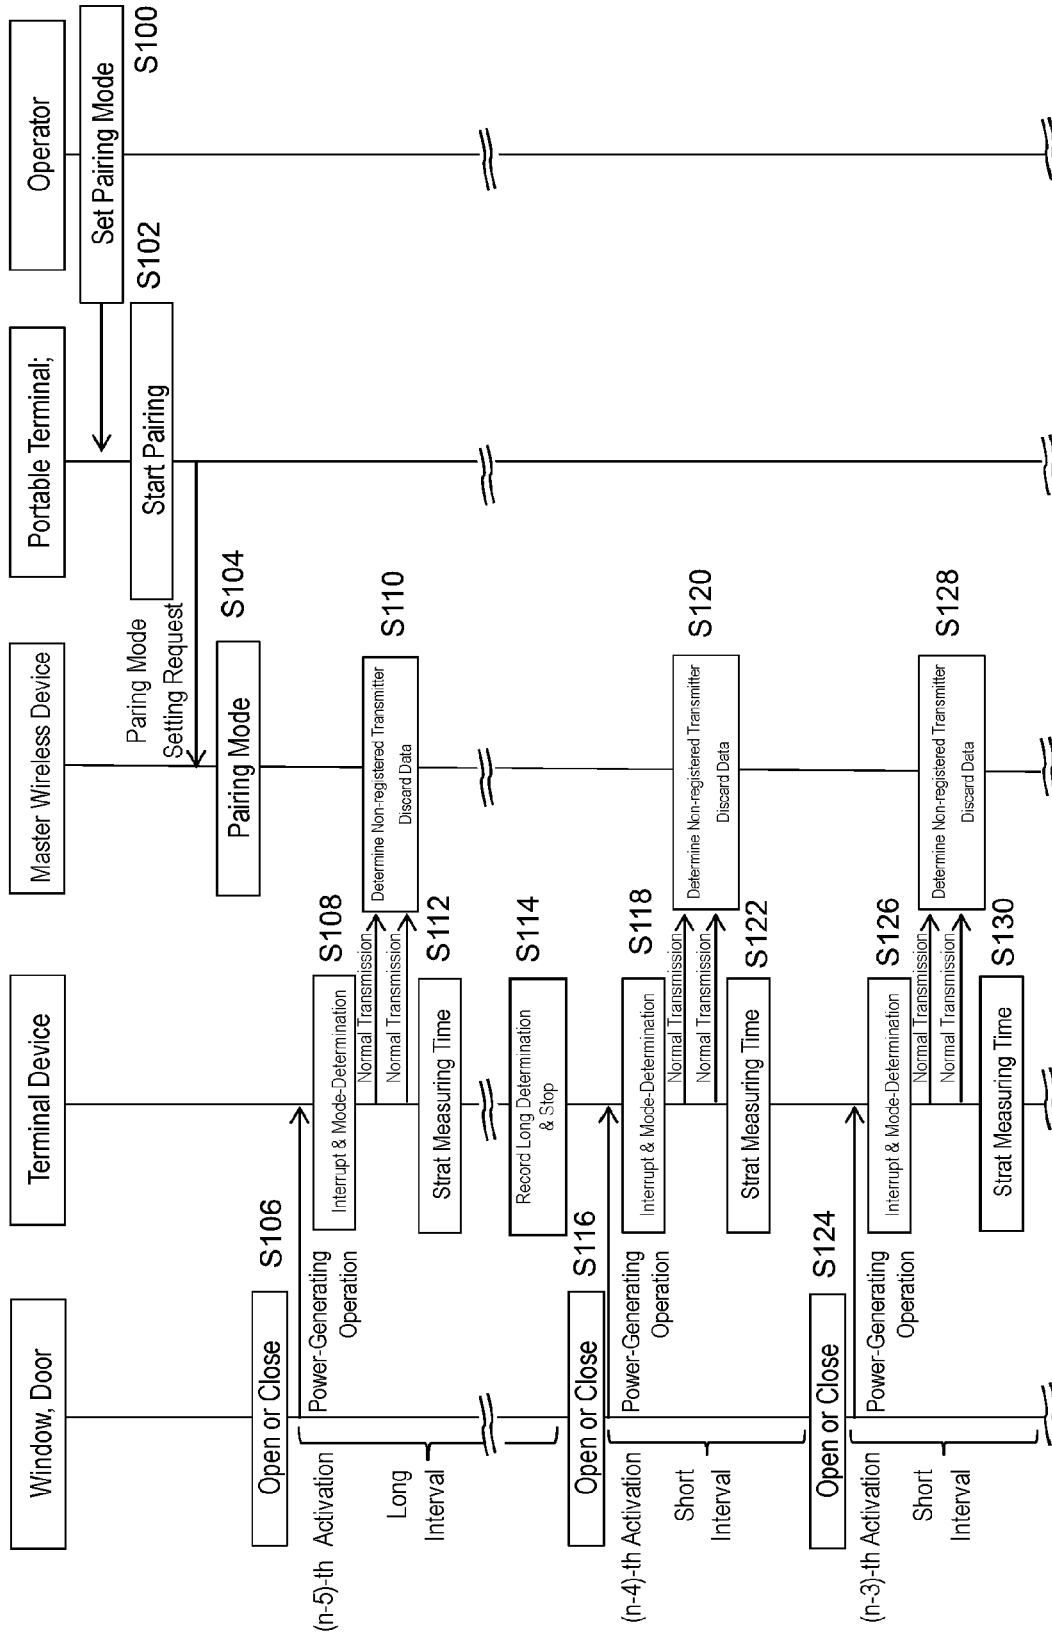 Window, Door
Terminal Device
Master Wireless Device
Portable Terminal;
Operator
Set Pairing Mode
S100
S102
Start Pairing
Paring Mode
Setting Request
S104
Pairing Mode
S106
Open or Close
(n-5)-th Activation
Power-Generating
Operation
S108
Interrupt & Mode-Determination
Normal Transmission
Normal Transmission
S110
Determine Non-registered Transmitter
Discard Data
S112
Strat Measuring Time
Long
Interval
S114
Record Long Determination
& Stop
S116
Open or Close
(n-4)-th Activation
Power-Generating
Operation
S118
Interrupt & Mode-Determination
Normal Transmission
Normal Transmission
S120
Determine Non-registered Transmitter
Discard Data
S122
Strat Measuring Time
Short
Interval
S124
Open or Close
(n-3)-th Activation
Power-Generating
Operation
S126
Interrupt & Mode-Determination
Normal Transmission
Normal Transmission
S128
Determine Non-registered Transmitter
Discard Data
S130
Strat Measuring Time
Short
Interval